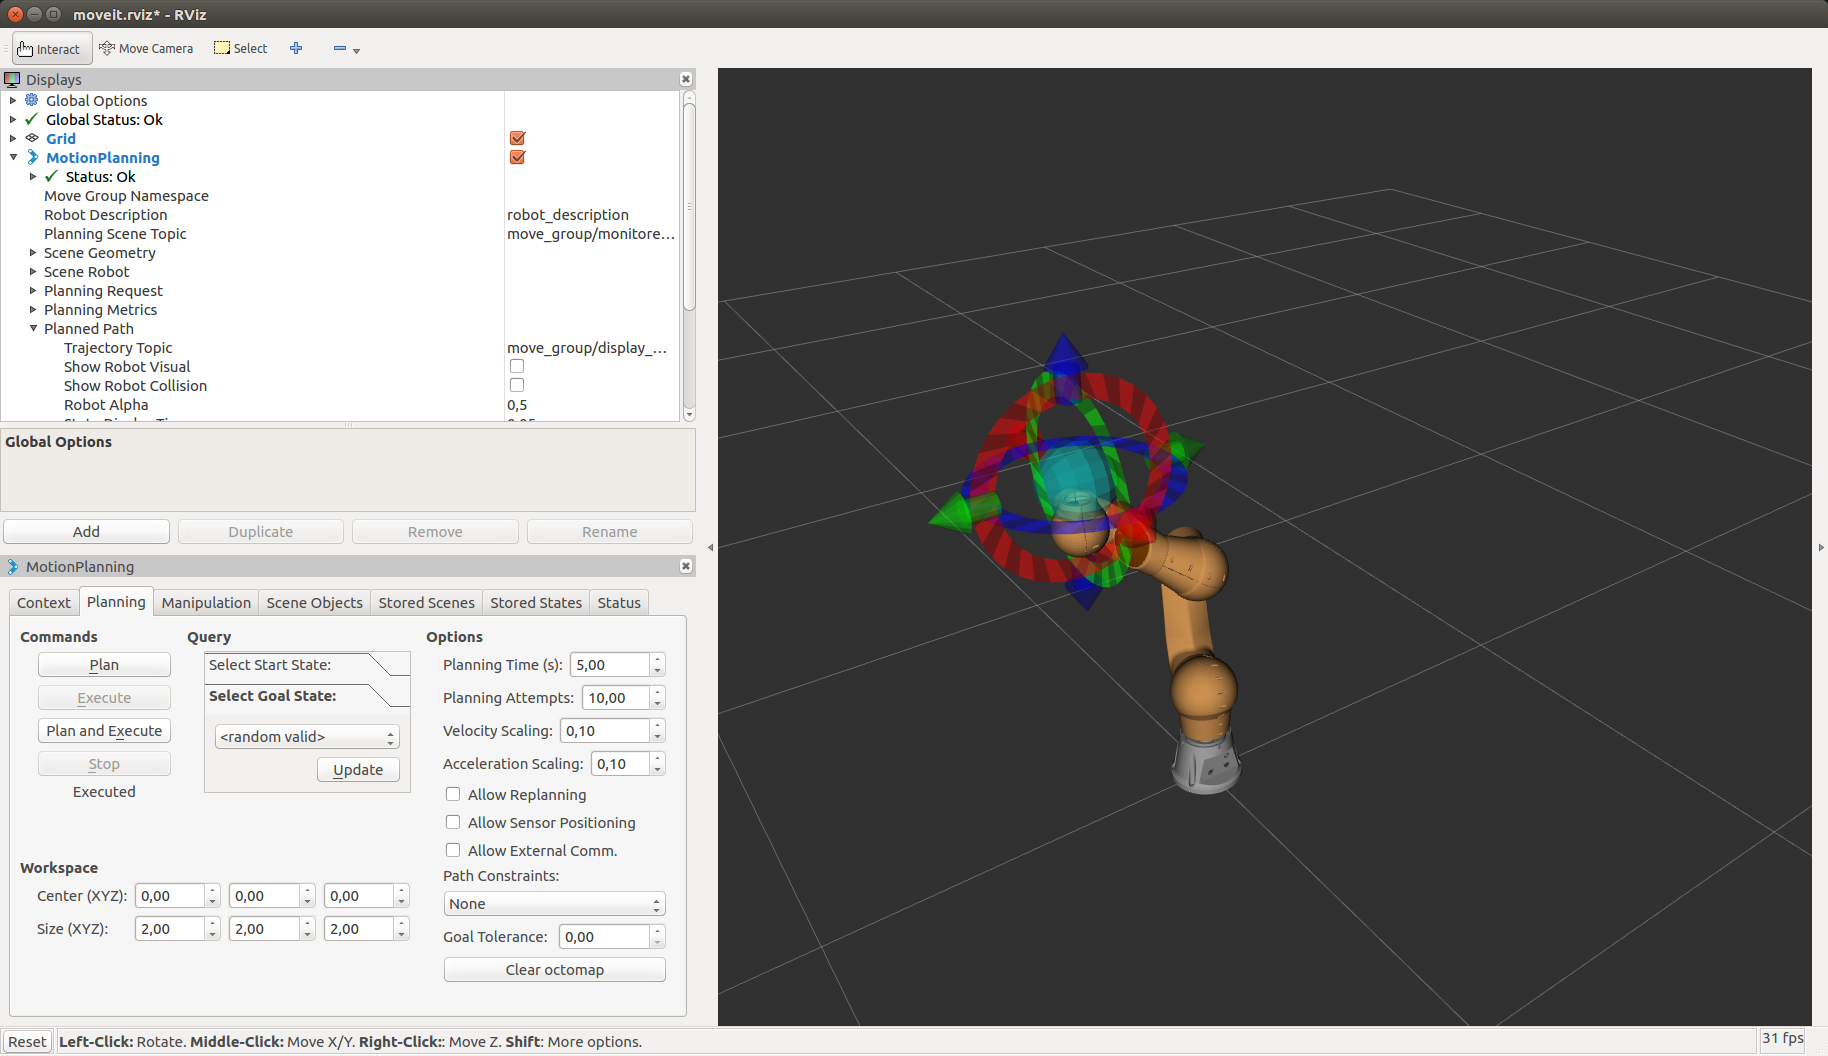 moveit.rviz* - RViz
Interact Move Camera Select
Displays
Global Options
Global Status: Ok
Grid
MotionPlanning
Status: Ok
Move Group Namespace
Robot Description robot_description
Planning Scene Topic move_group/monitore...
Scene Geometry
Scene Robot
Planning Request
Planning Metrics
Planned Path
Trajectory Topic move_group/display_...
Show Robot Visual
Show Robot Collision
Robot Alpha 0,5
Global Options
Add Duplicate Remove Rename
MotionPlanning
Context Planning Manipulation Scene Objects Stored Scenes Stored States Status
Commands Query Options
Plan Select Start State: Planning Time (s): 5,00
Execute Select Goal State: Planning Attempts: 10,00
Plan and Execute <random valid> Velocity Scaling: 0,10
Stop Update Acceleration Scaling: 0,10
Executed Allow Replanning
Allow Sensor Positioning
Allow External Comm.
Workspace Path Constraints:
Center (XYZ): 0,00 0,00 0,00 None
Size (XYZ): 2,00 2,00 2,00 Goal Tolerance: 0,00
Clear octomap
Reset Left-Click: Rotate. Middle-Click: Move X/Y. Right-Click:: Move Z. Shift: More options. 31 fps